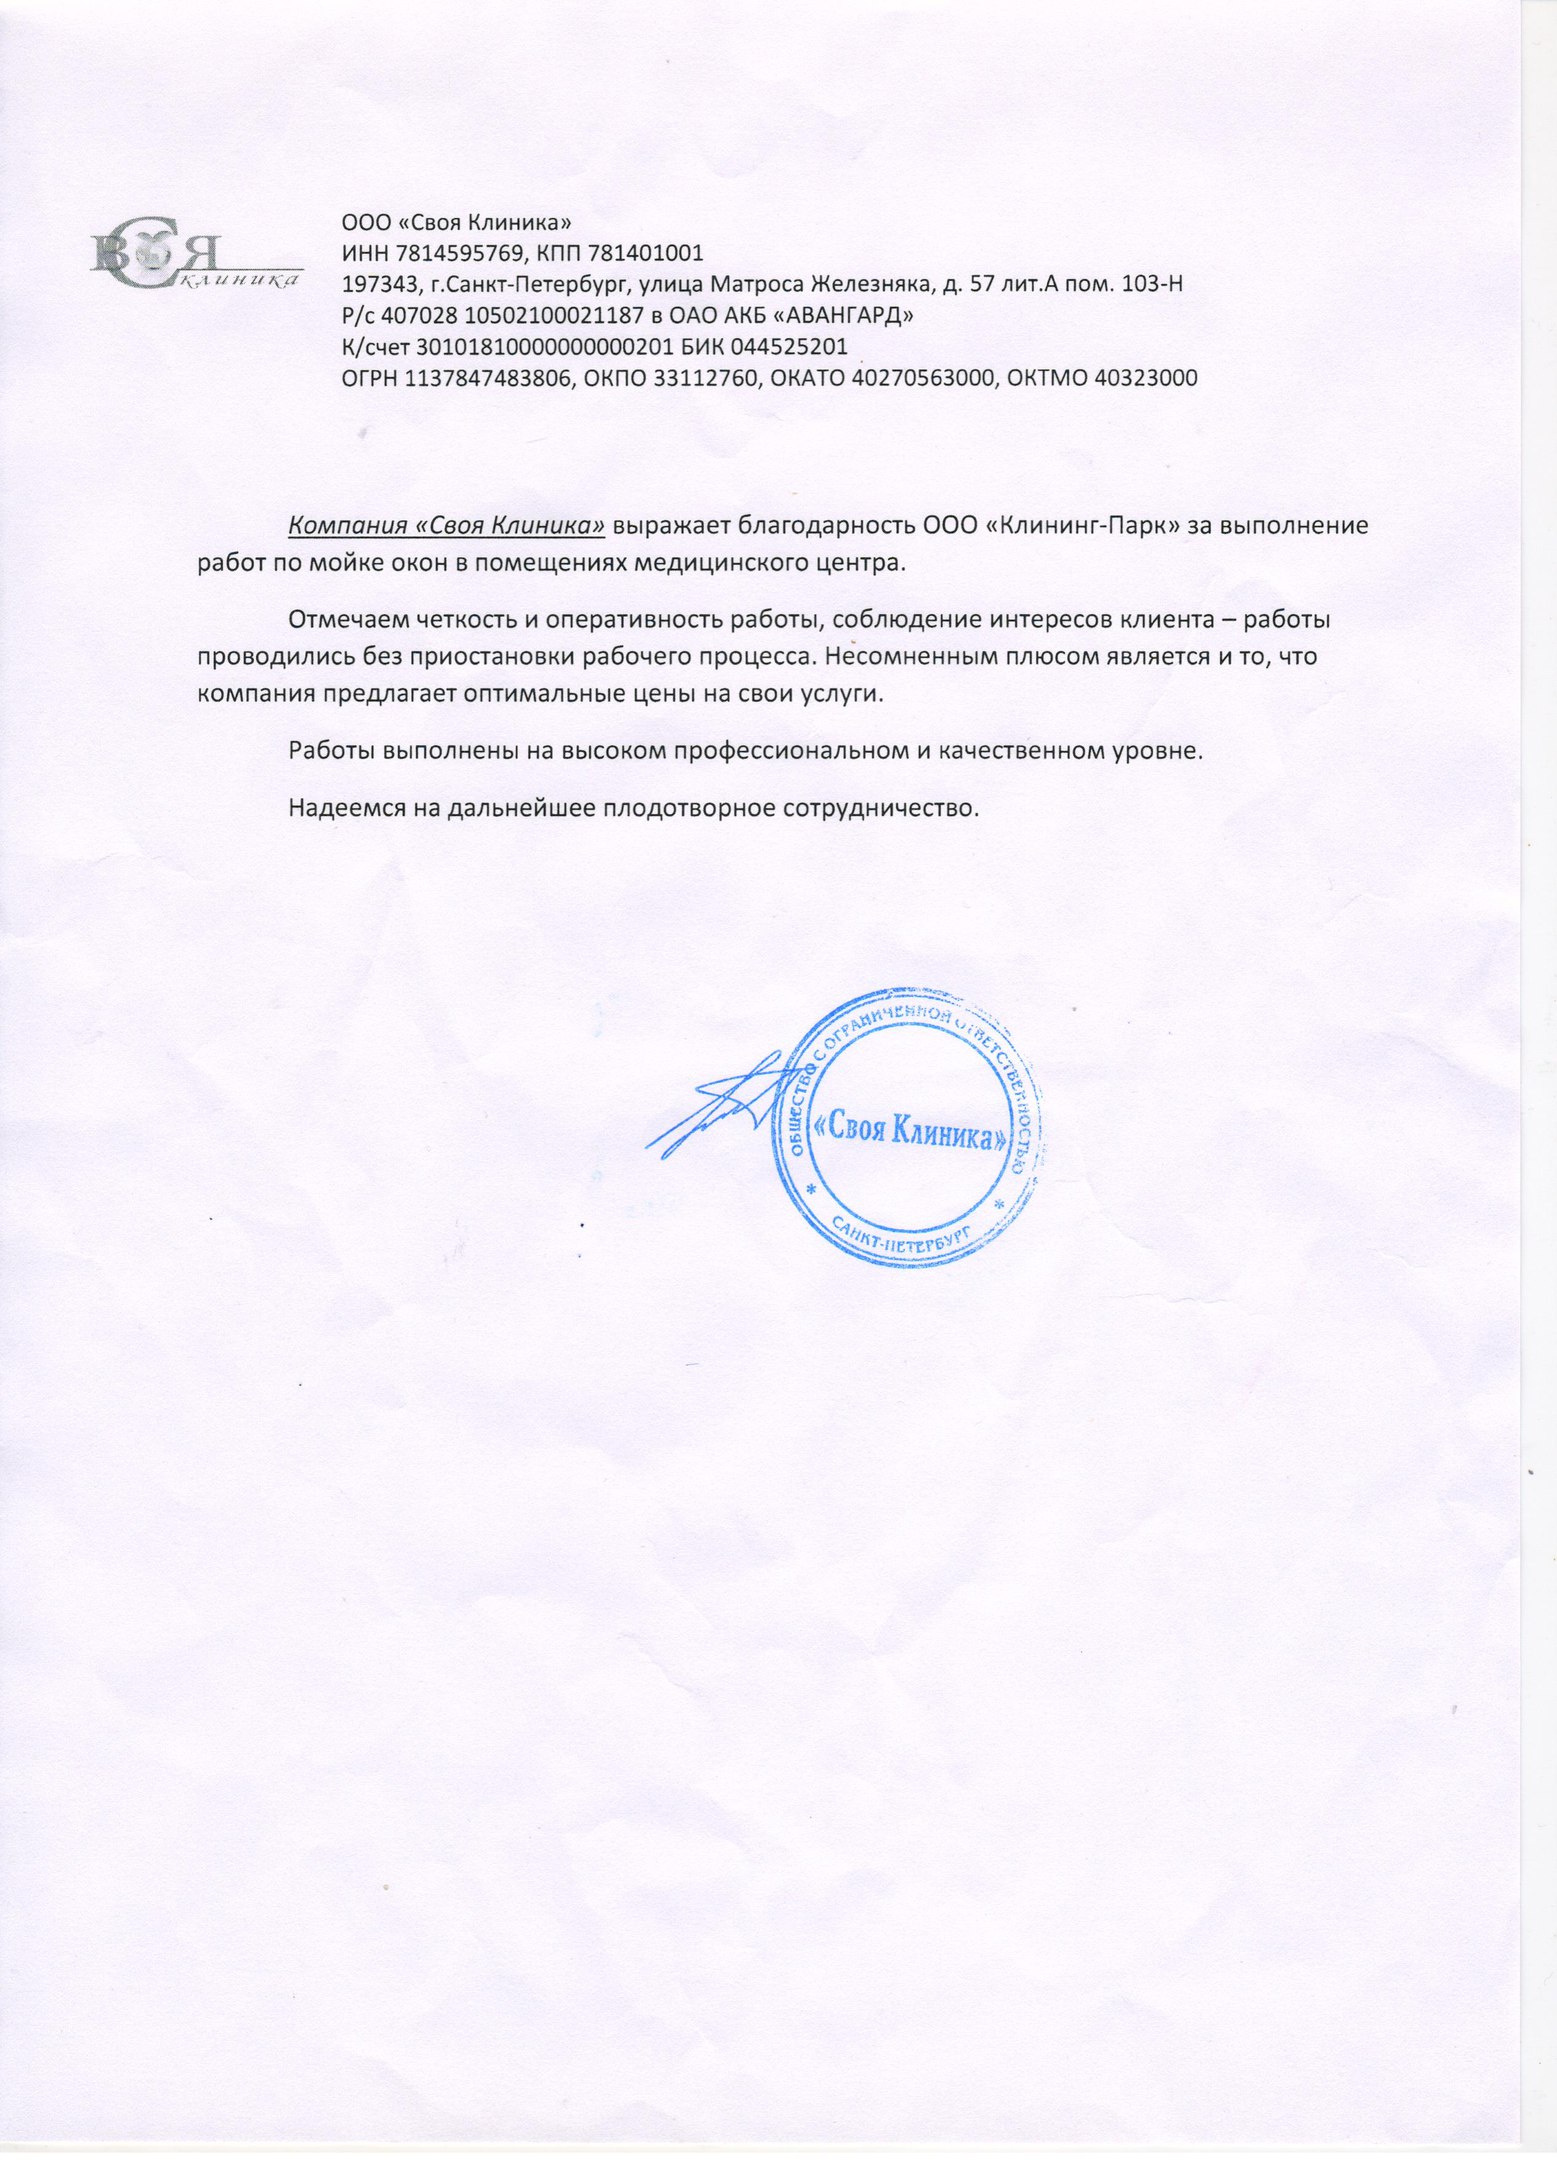 СВОЯ
клиника
ООО «Своя Клиника»
ИНН 7814595769, КПП 781401001
197343, г.Санкт-Петербург, улица Матроса Железняка, д. 57 лит.А пом. 103-Н
Р/с 407028 10502100021187 в ОАО АКБ «АВАНГАРД»
К/счет 30101810000000000201 БИК 044525201
ОГРН 1137847483806, ОКПО 33112760, ОКАТО 40270563000, ОКТМО 40323000
Компания «Своя Клиника» выражает благодарность ООО «Клининг-Парк» за выполнение
работ по мойке окон в помещениях медицинского центра.
Отмечаем четкость и оперативность работы, соблюдение интересов клиента – работы
проводились без приостановки рабочего процесса. Несомненным плюсом является и то, что
компания предлагает оптимальные цены на свои услуги.
Работы выполнены на высоком профессиональном и качественном уровне.
Надеемся на дальнейшее плодотворное сотрудничество.
ОБЩЕСТВО С ОГРАНИЧЕННОЙ ОТВЕТСТВЕННОСТЬЮ
«Своя Клиника»
* САНКТ-ПЕТЕРБУРГ *